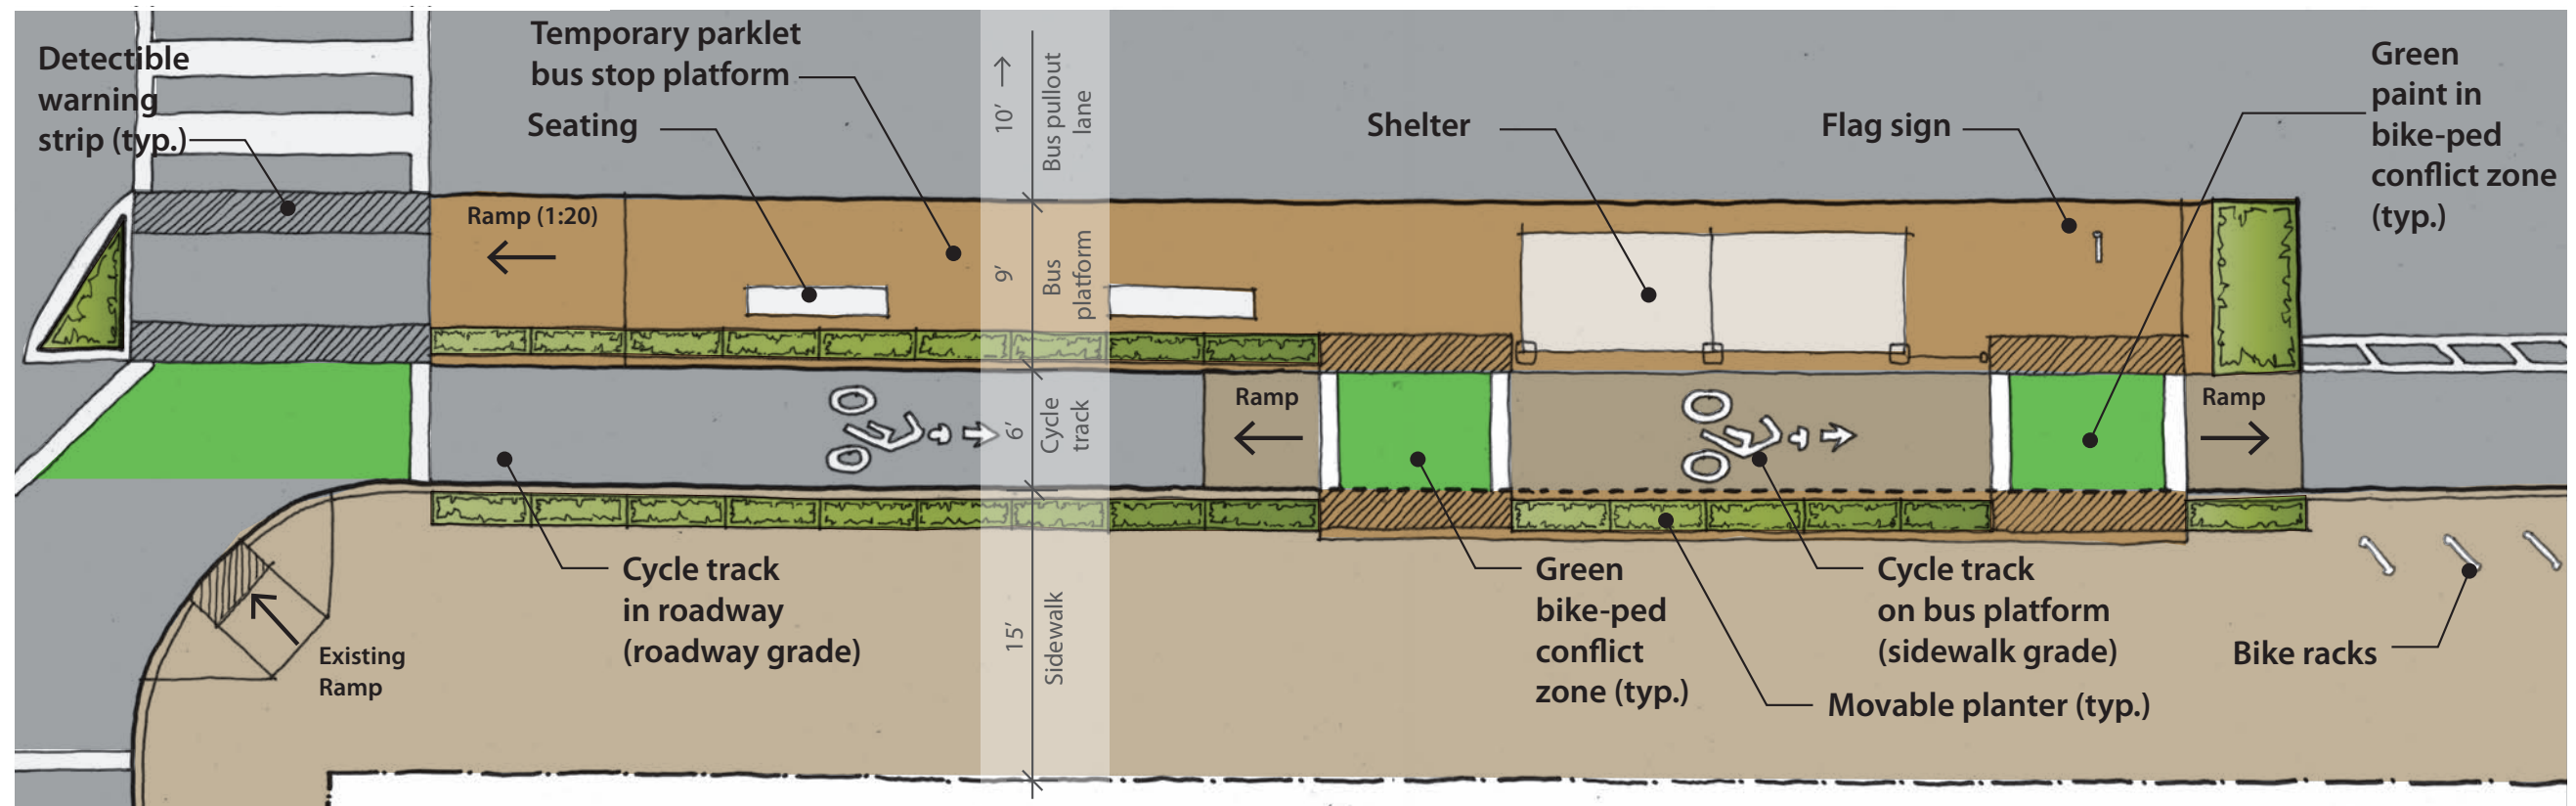 Detectible
warning
strip (typ.)
Temporary parklet
bus stop platform
Seating
10'
Bus pullout
lane
Shelter
Flag sign
Green
paint in
bike-ped
conflict zone
(typ.)
Ramp (1:20)
9'
Bus
platform
6'
Cycle
track
Ramp
Ramp
Cycle track
in roadway
(roadway grade)
Existing
Ramp
15'
Sidewalk
Green
bike-ped
conflict
zone (typ.)
Cycle track
on bus platform
(sidewalk grade)
Movable planter (typ.)
Bike racks